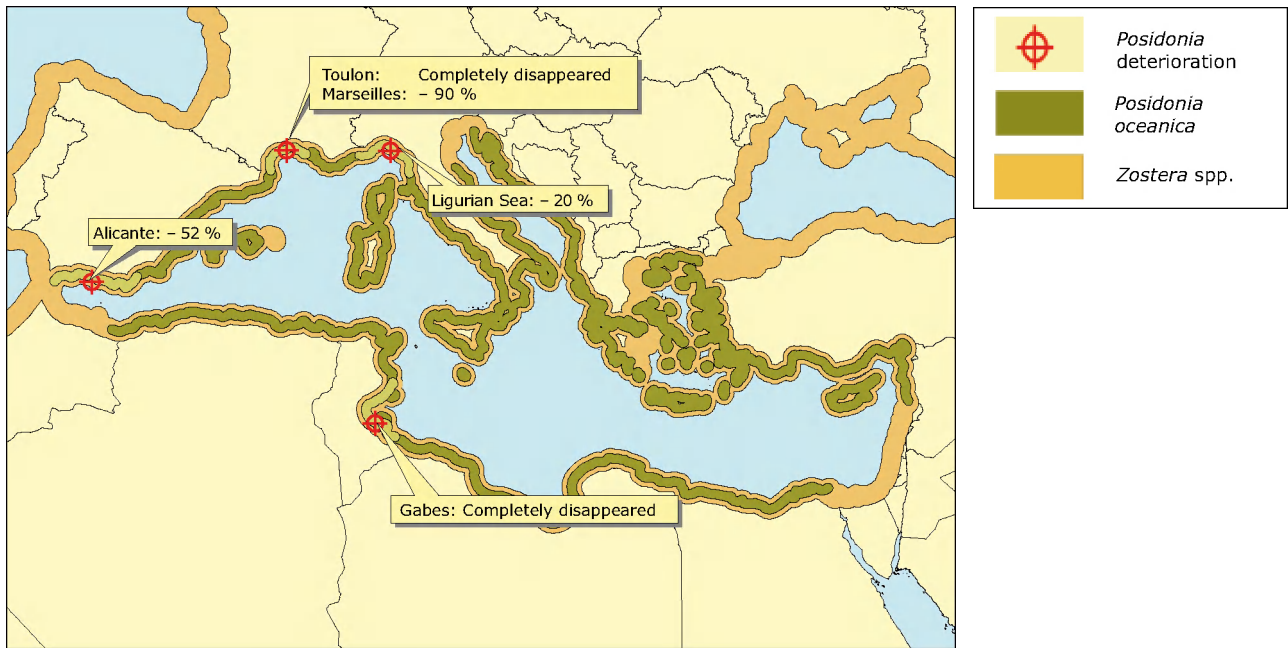 Toulon: Completely disappeared
Marseilles: – 90 %
Ligurian Sea: – 20 %
Alicante: – 52 %
Gabes: Completely disappeared
Posidonia
deterioration
Posidonia
oceanica
Zostera spp.